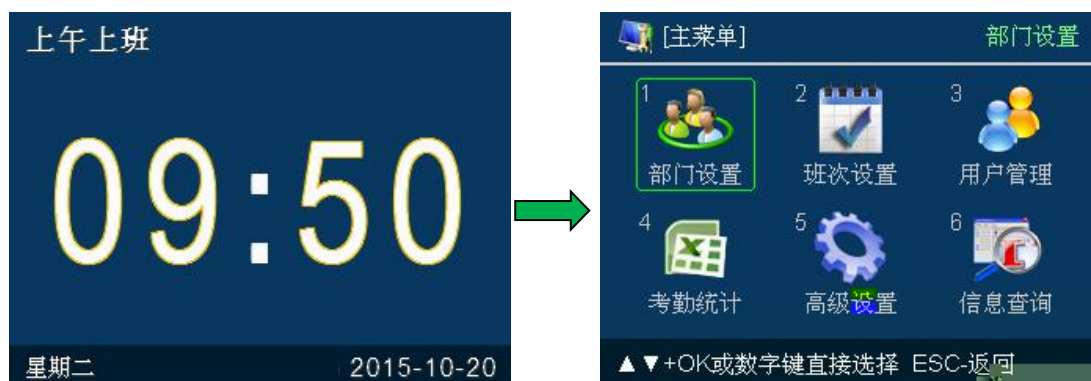 上午上班
09:50
星期二 2015-10-20
[主菜单] 部门设置
1 2 3
部门设置 班次设置 用户管理
4 5 6
考勤统计 高级设置 信息查询
▲▼+OK或数字键直接选择 ESC-返回